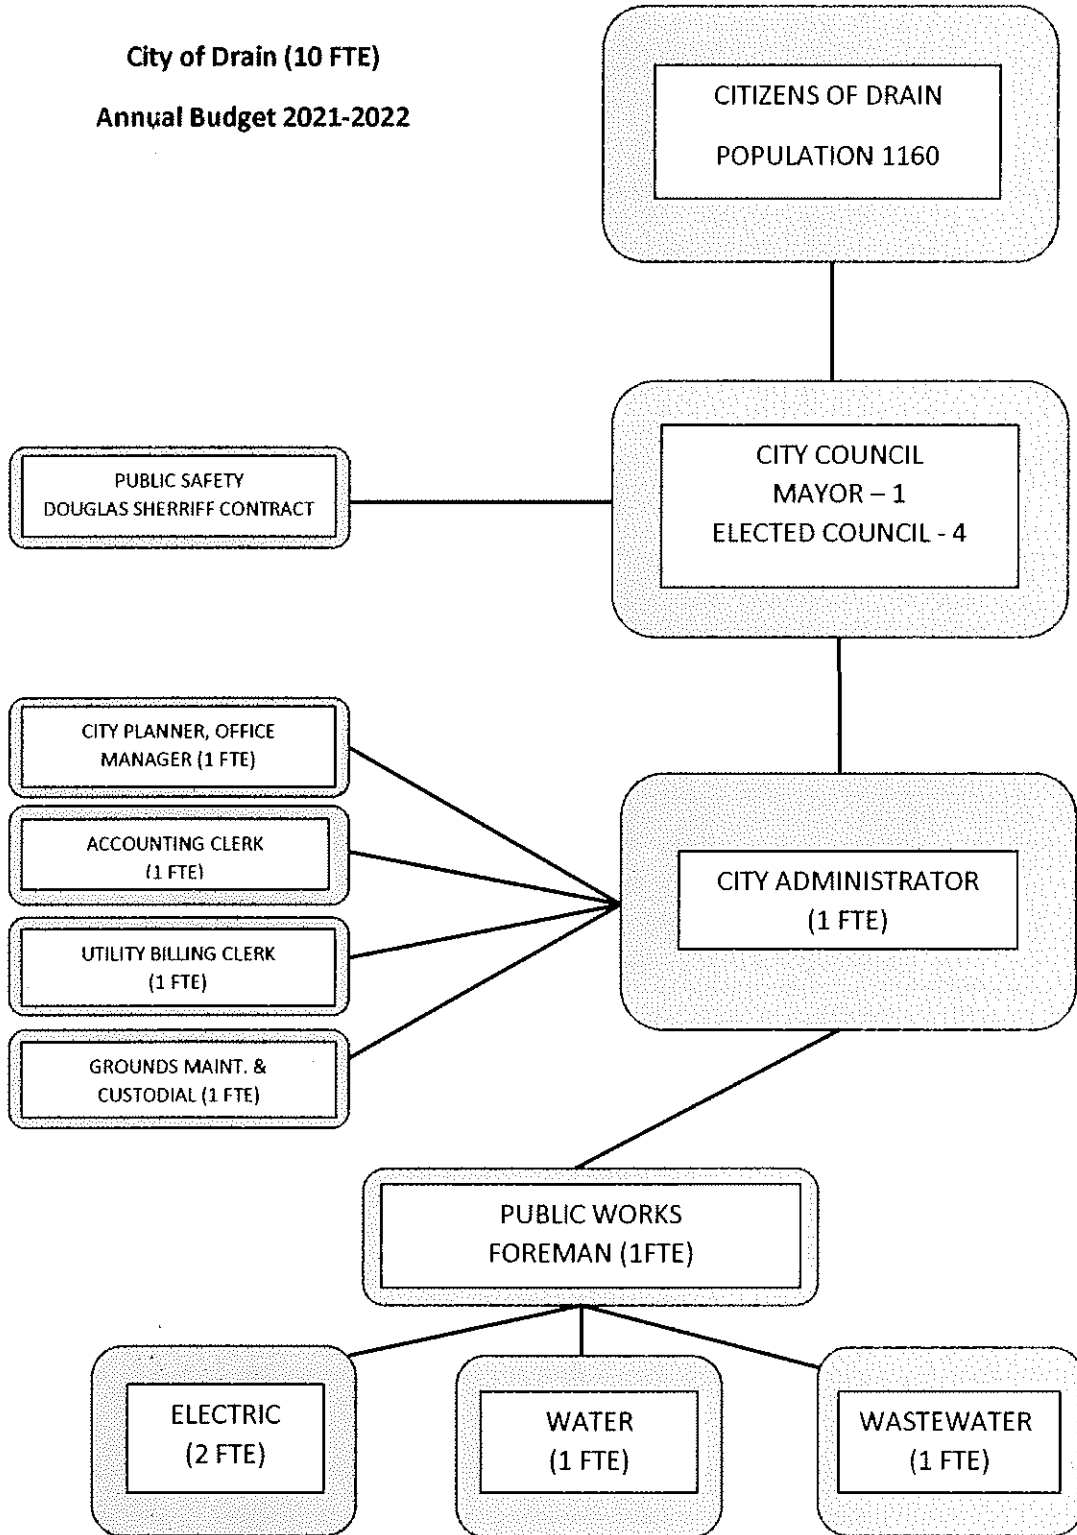 City of Drain (10 FTE)
Annual Budget 2021-2022
CITIZENS OF DRAIN
POPULATION 1160
CITY COUNCIL
MAYOR – 1
ELECTED COUNCIL - 4
PUBLIC SAFETY
DOUGLAS SHERRIFF CONTRACT
CITY PLANNER, OFFICE
MANAGER (1 FTE)
ACCOUNTING CLERK
(1 FTE)
UTILITY BILLING CLERK
(1 FTE)
GROUNDS MAINT. &
CUSTODIAL (1 FTE)
CITY ADMINISTRATOR
(1 FTE)
PUBLIC WORKS
FOREMAN (1FTE)
ELECTRIC
(2 FTE)
WATER
(1 FTE)
WASTEWATER
(1 FTE)